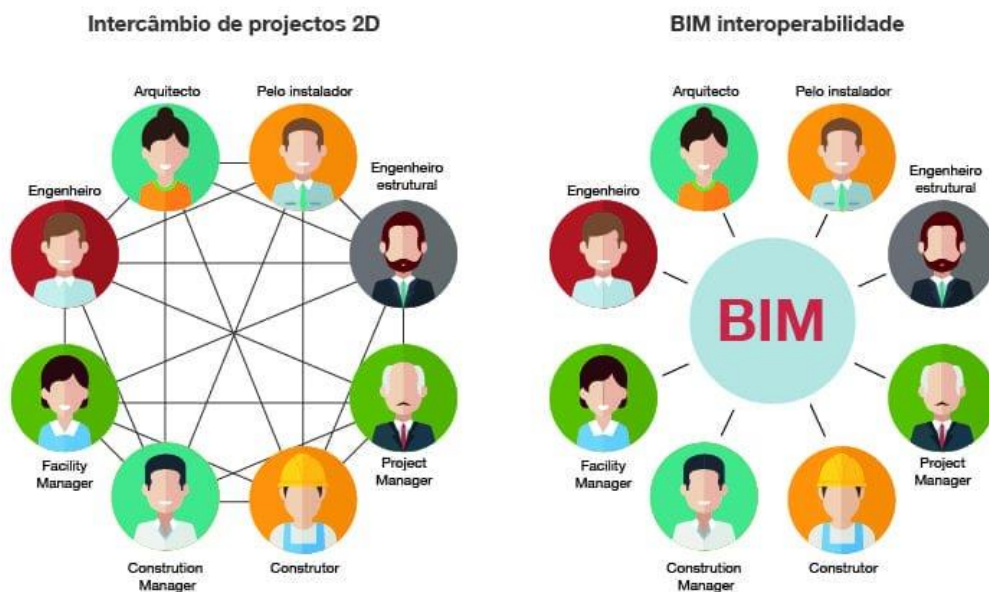 Intercâmbio de projectos 2D
Arquitecto
Pelo instalador
Engenheiro
Engenheiro
estrutural
Facility
Manager
Project
Manager
Constrution
Manager
Construtor
BIM interoperabilidade
Arquitecto
Pelo instalador
Engenheiro
Engenheiro
estrutural
BIM
Facility
Manager
Project
Manager
Constrution
Manager
Construtor